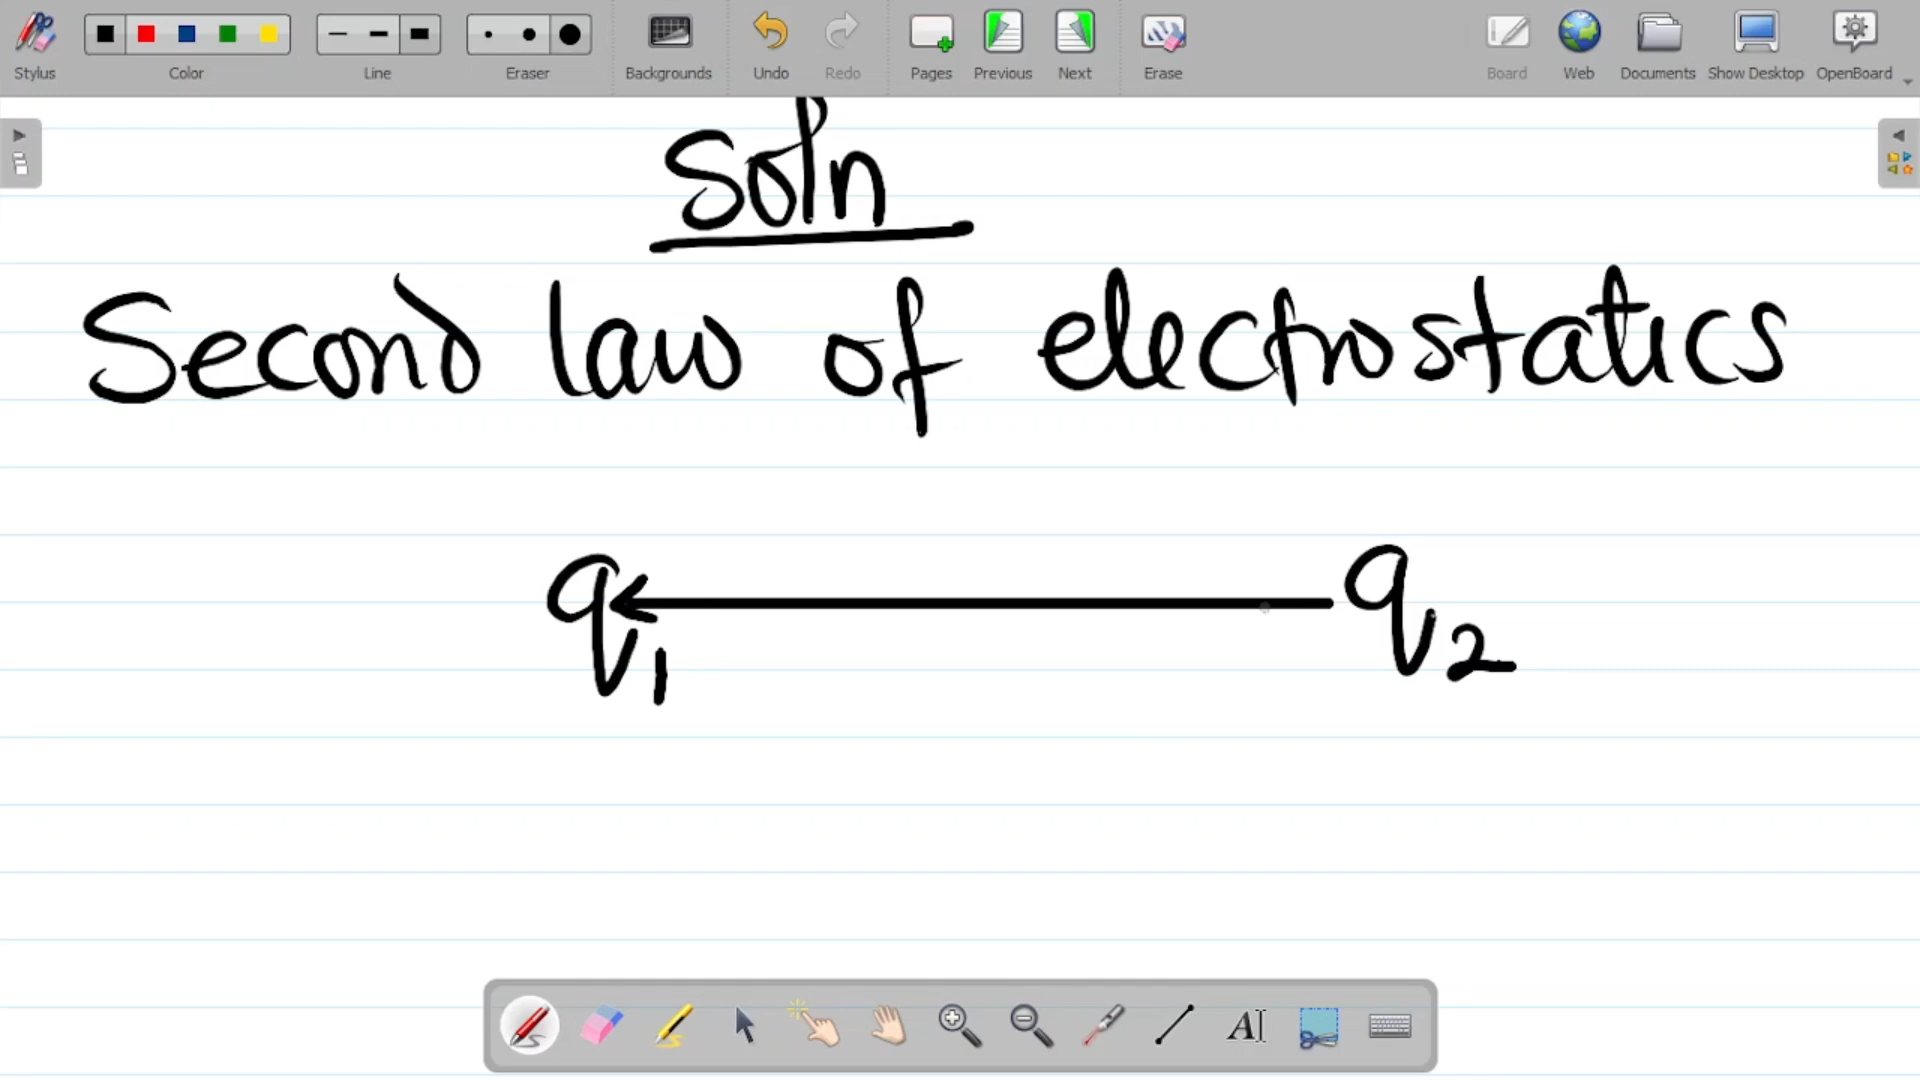 Stylus Color Line Eraser Backgrounds Undo Redo Pages Previous Next Erase Board Web Documents Show Desktop OpenBoard
Soln
Second law of electrostatics
q1 q2
AI